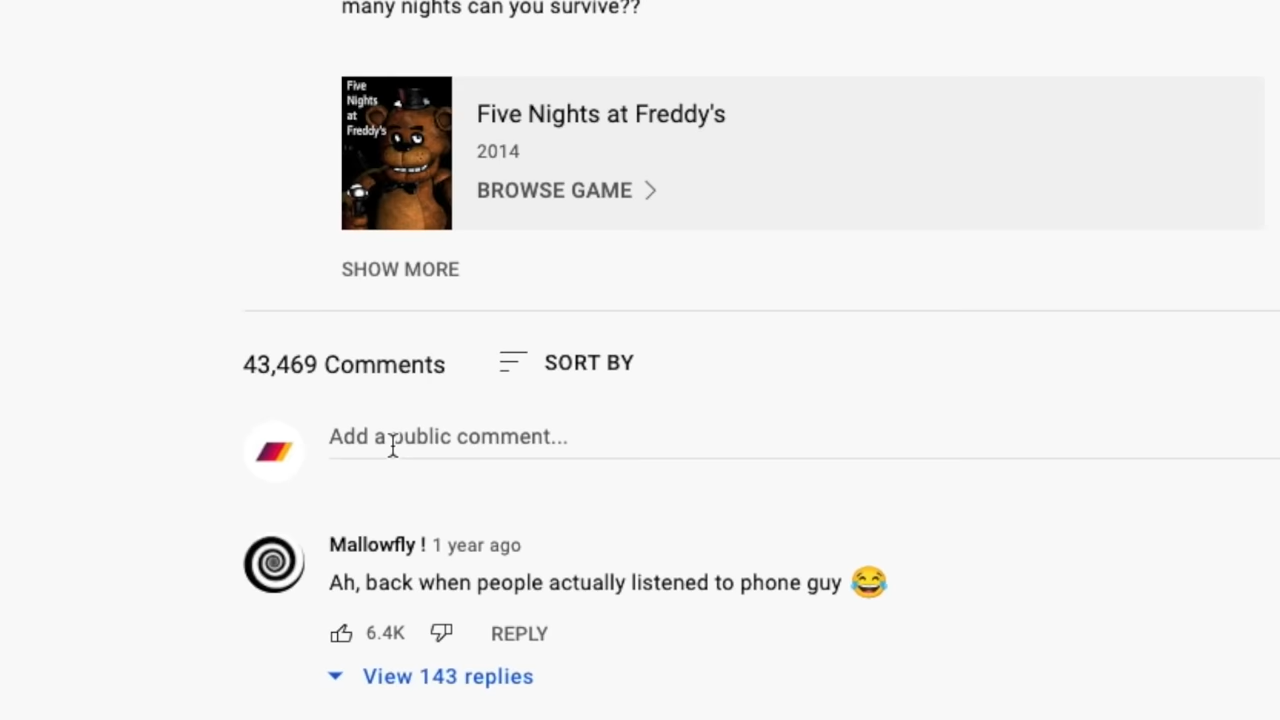 many nights can you survive??
Five
Nights
at
Freddy's
Five Nights at Freddy's
2014
BROWSE GAME
SHOW MORE
43,469 Comments
SORT BY
Add a public comment...
Mallowfly ! 1 year ago
Ah, back when people actually listened to phone guy 😂
6.4K
REPLY
View 143 replies